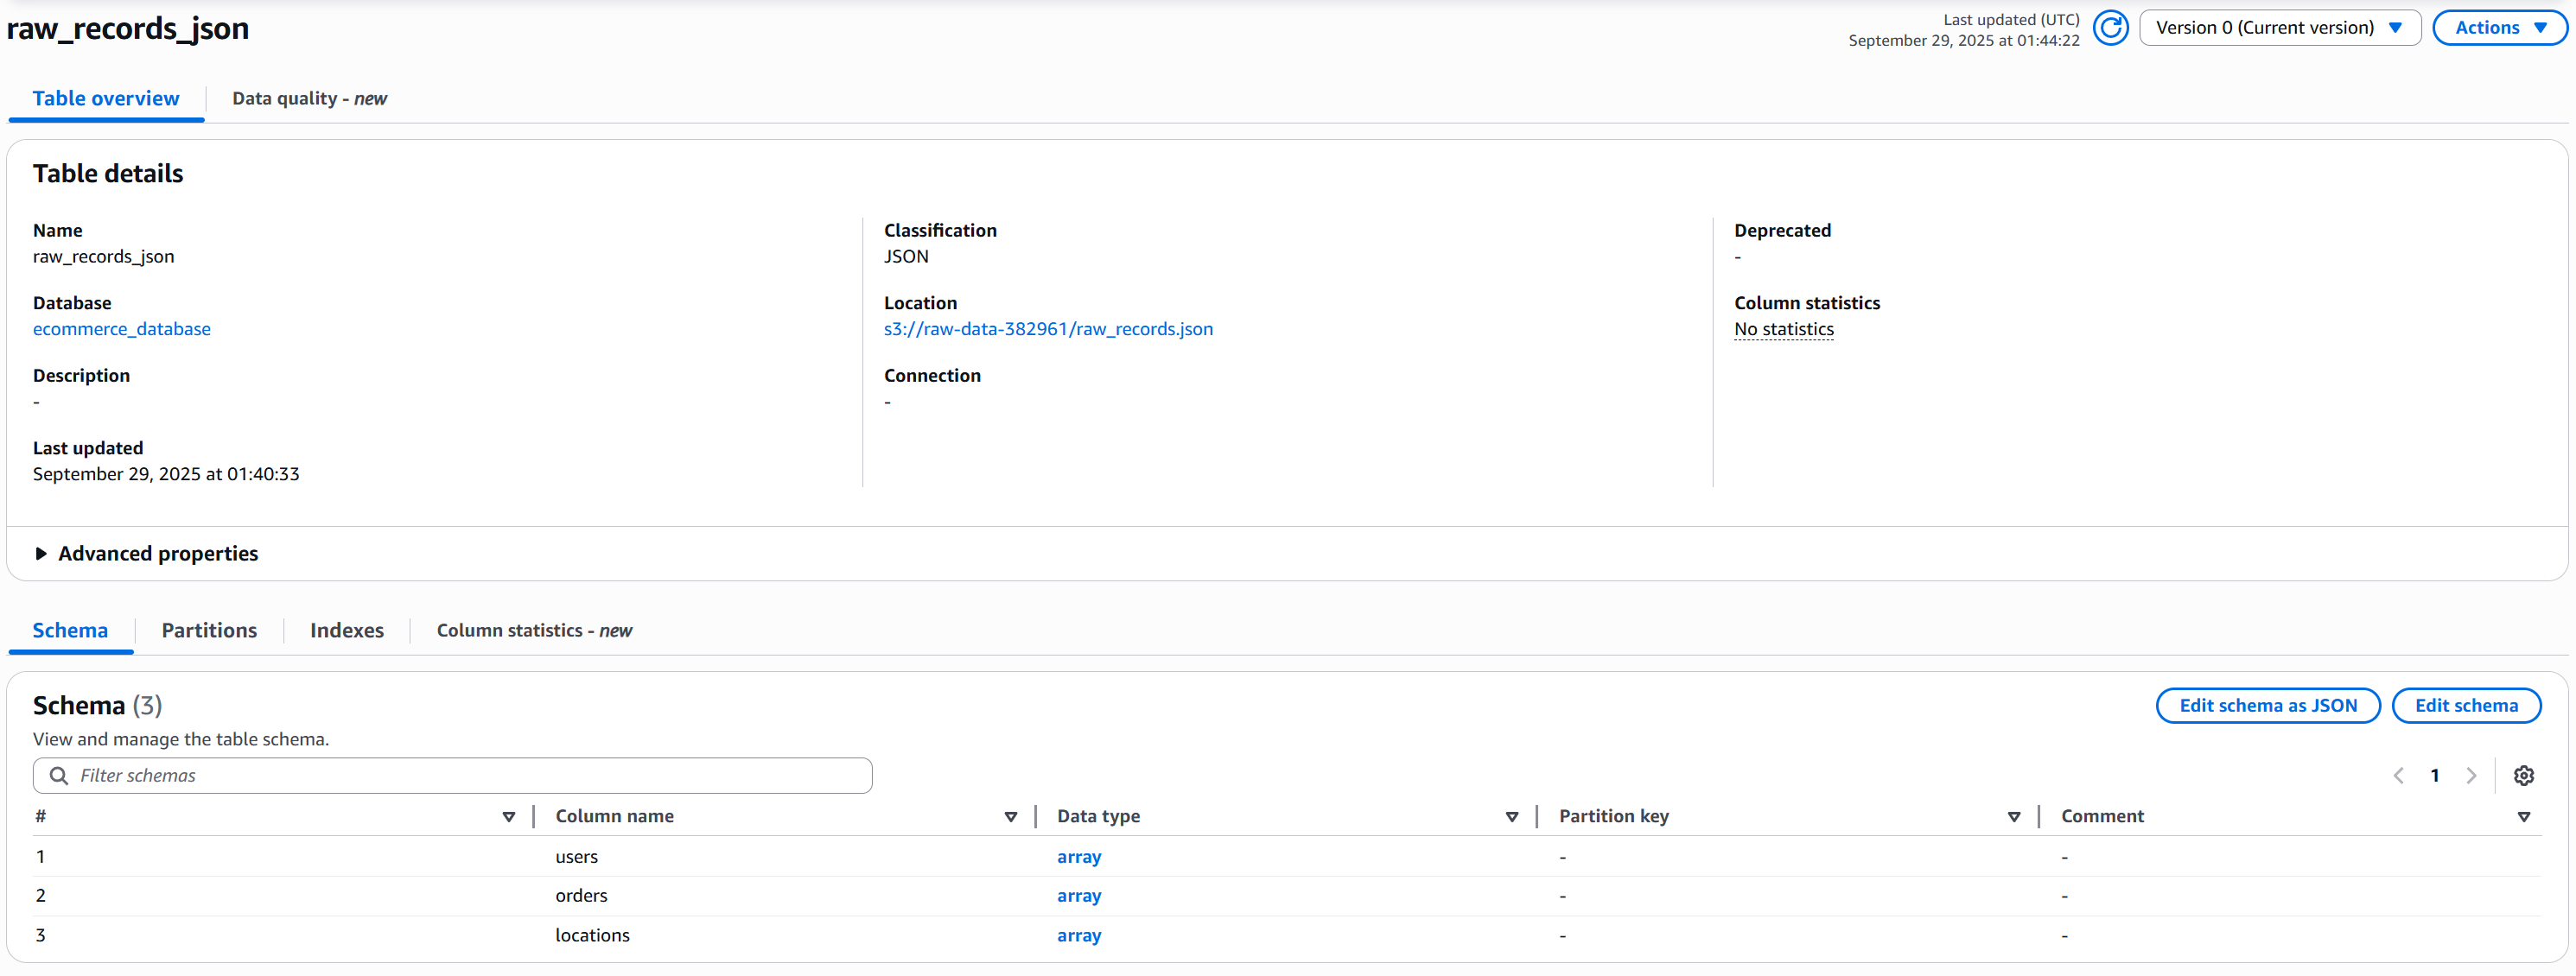 raw_records_json
Last updated (UTC)
September 29, 2025 at 01:44:22
Version 0 (Current version)
Actions
Table overview
Data quality - new
Table details
Name
raw_records_json
Database
ecommerce_database
Description
-
Last updated
September 29, 2025 at 01:40:33
Classification
JSON
Location
s3://raw-data-382961/raw_records.json
Connection
-
Deprecated
-
Column statistics
No statistics
Advanced properties
Schema
Partitions
Indexes
Column statistics - new
Schema (3)
Edit schema as JSON
Edit schema
View and manage the table schema.
Filter schemas
1
# Column name Data type Partition key Comment
1 users array - -
2 orders array - -
3 locations array - -